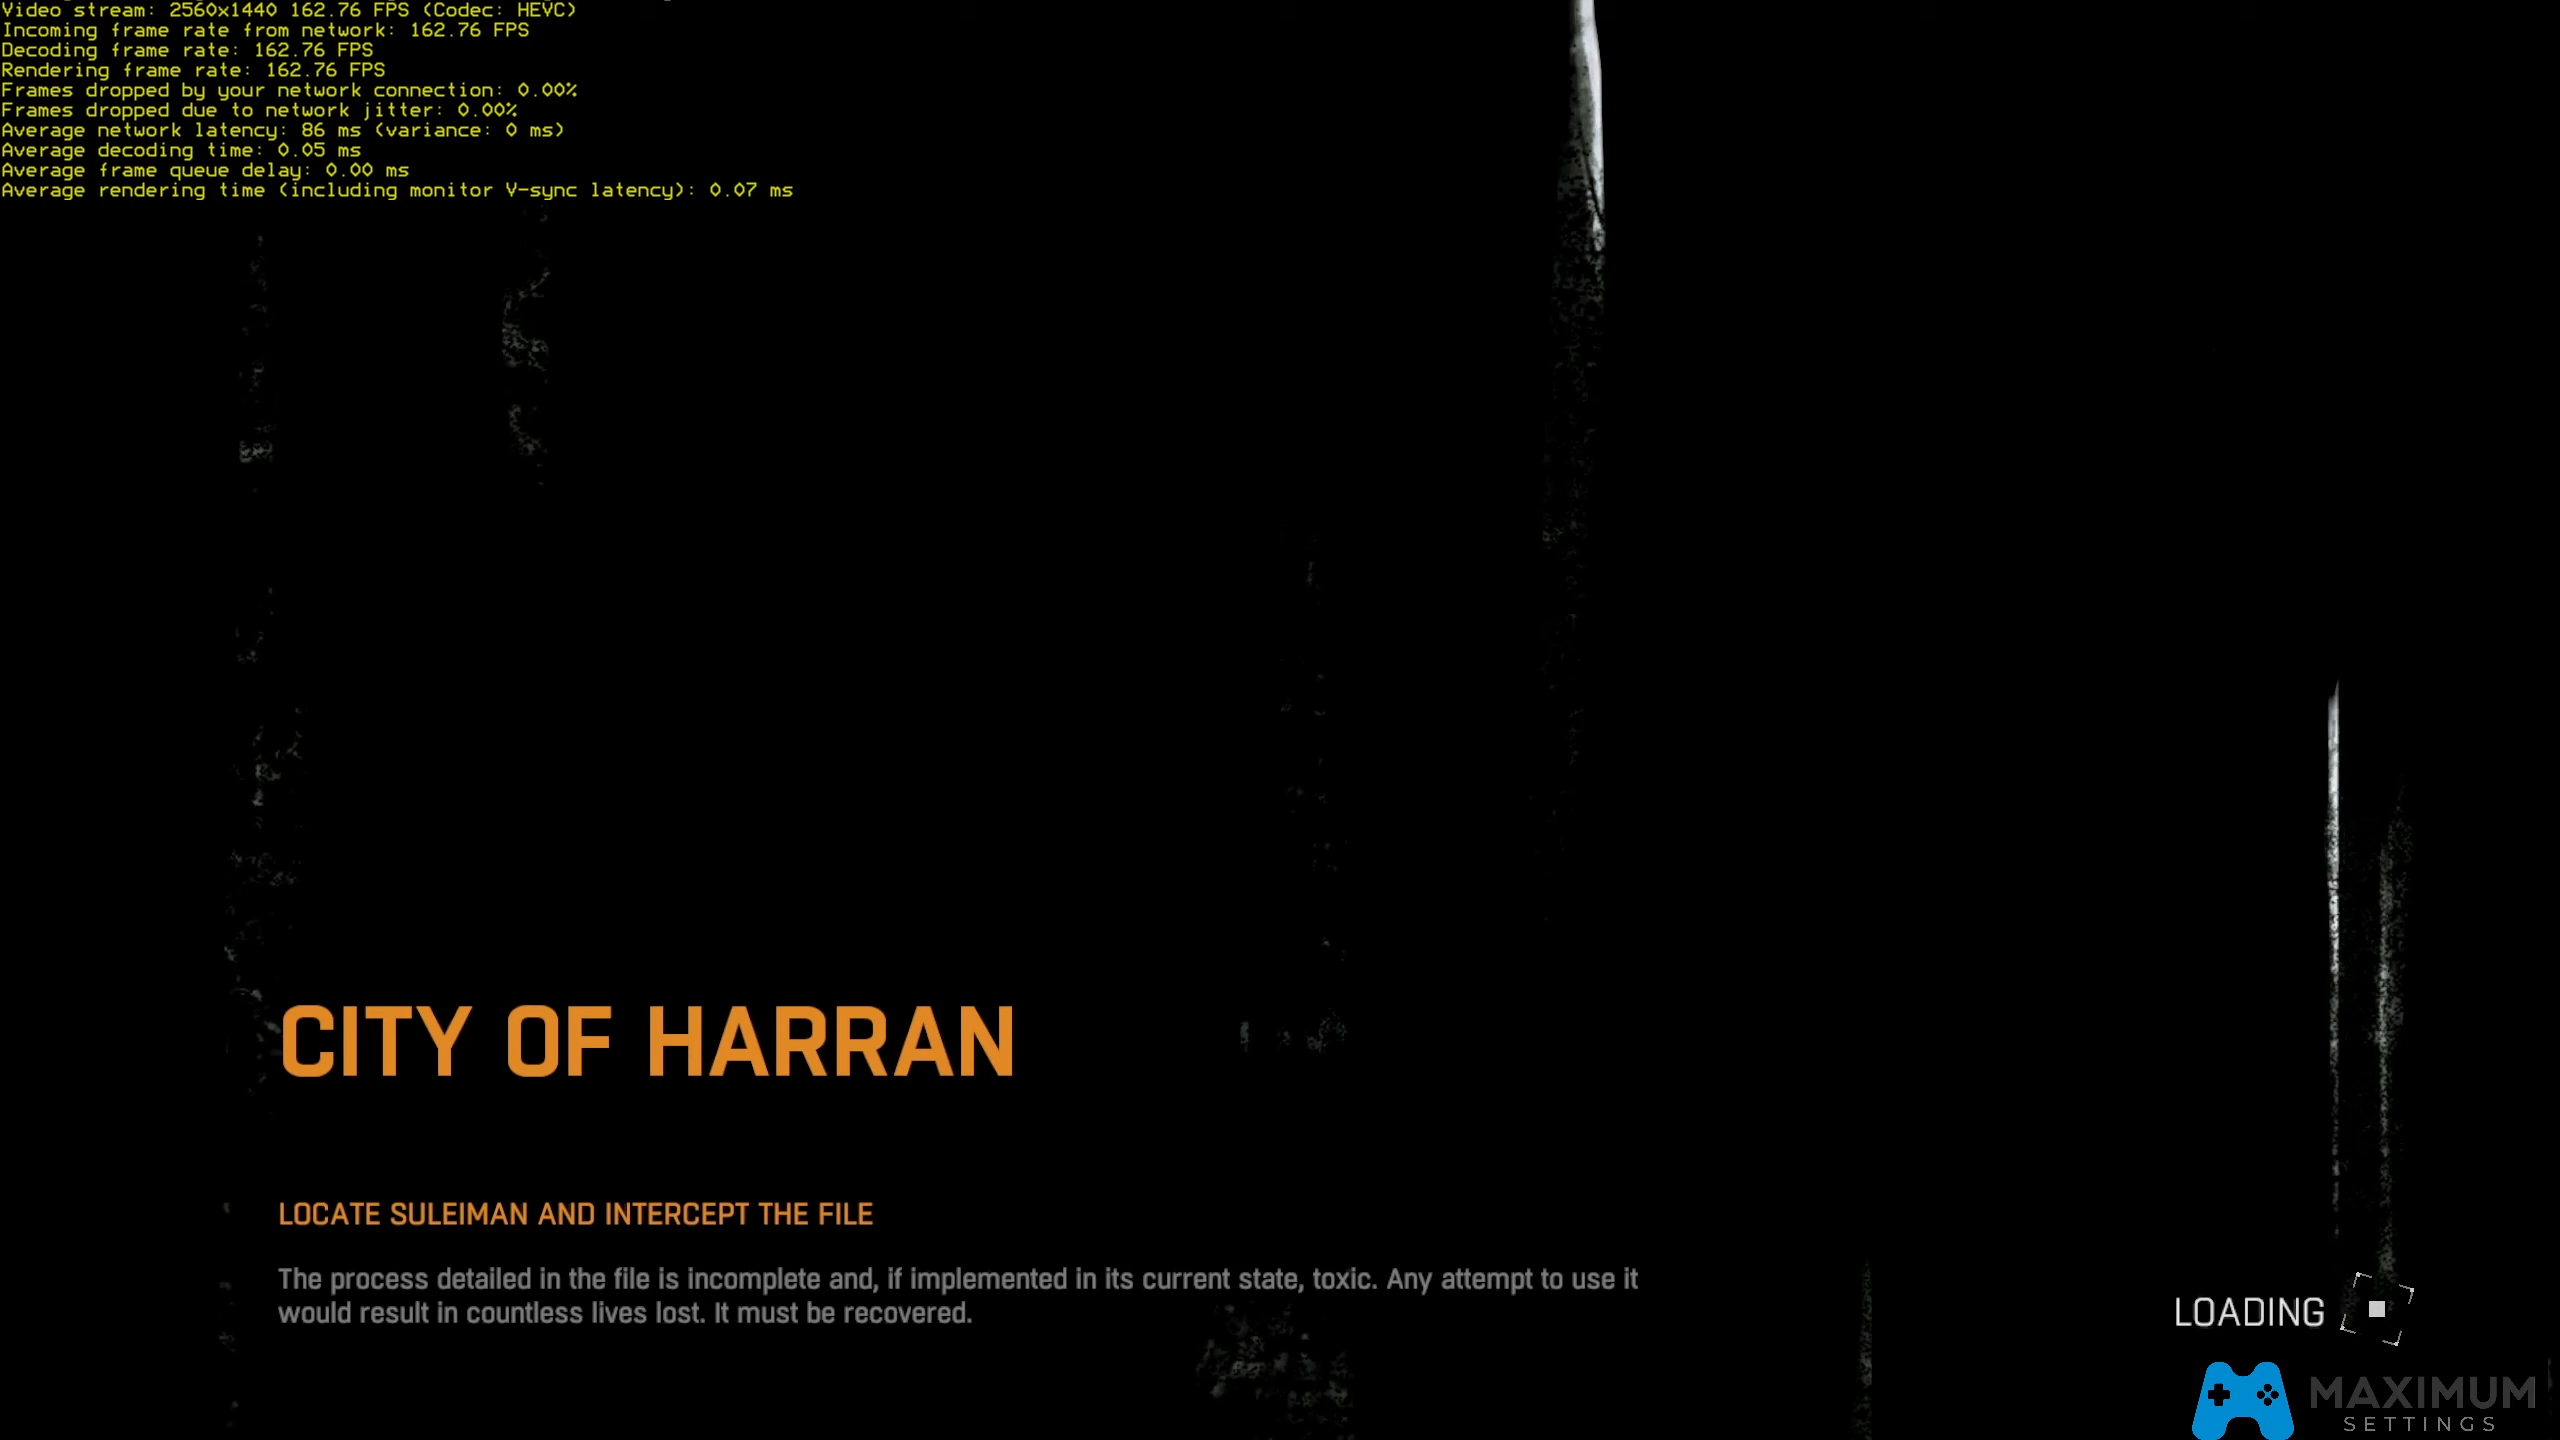 Video stream: 2560x1440 162.76 FPS (Codec: HEVC)
Incoming frame rate from network: 162.76 FPS
Decoding frame rate: 162.76 FPS
Rendering frame rate: 162.76 FPS
Frames dropped by your network connection: 0.00%
Frames dropped due to network jitter: 0.00%
Average network latency: 86 ms (variance: 0 ms)
Average decoding time: 0.05 ms
Average frame queue delay: 0.00 ms
Average rendering time (including monitor V-sync latency): 0.07 ms
CITY OF HARRAN
LOCATE SULEIMAN AND INTERCEPT THE FILE
The process detailed in the file is incomplete and, if implemented in its current state, toxic. Any attempt to use it
would result in countless lives lost. It must be recovered.
LOADING
MAXIMUM
SETTINGS